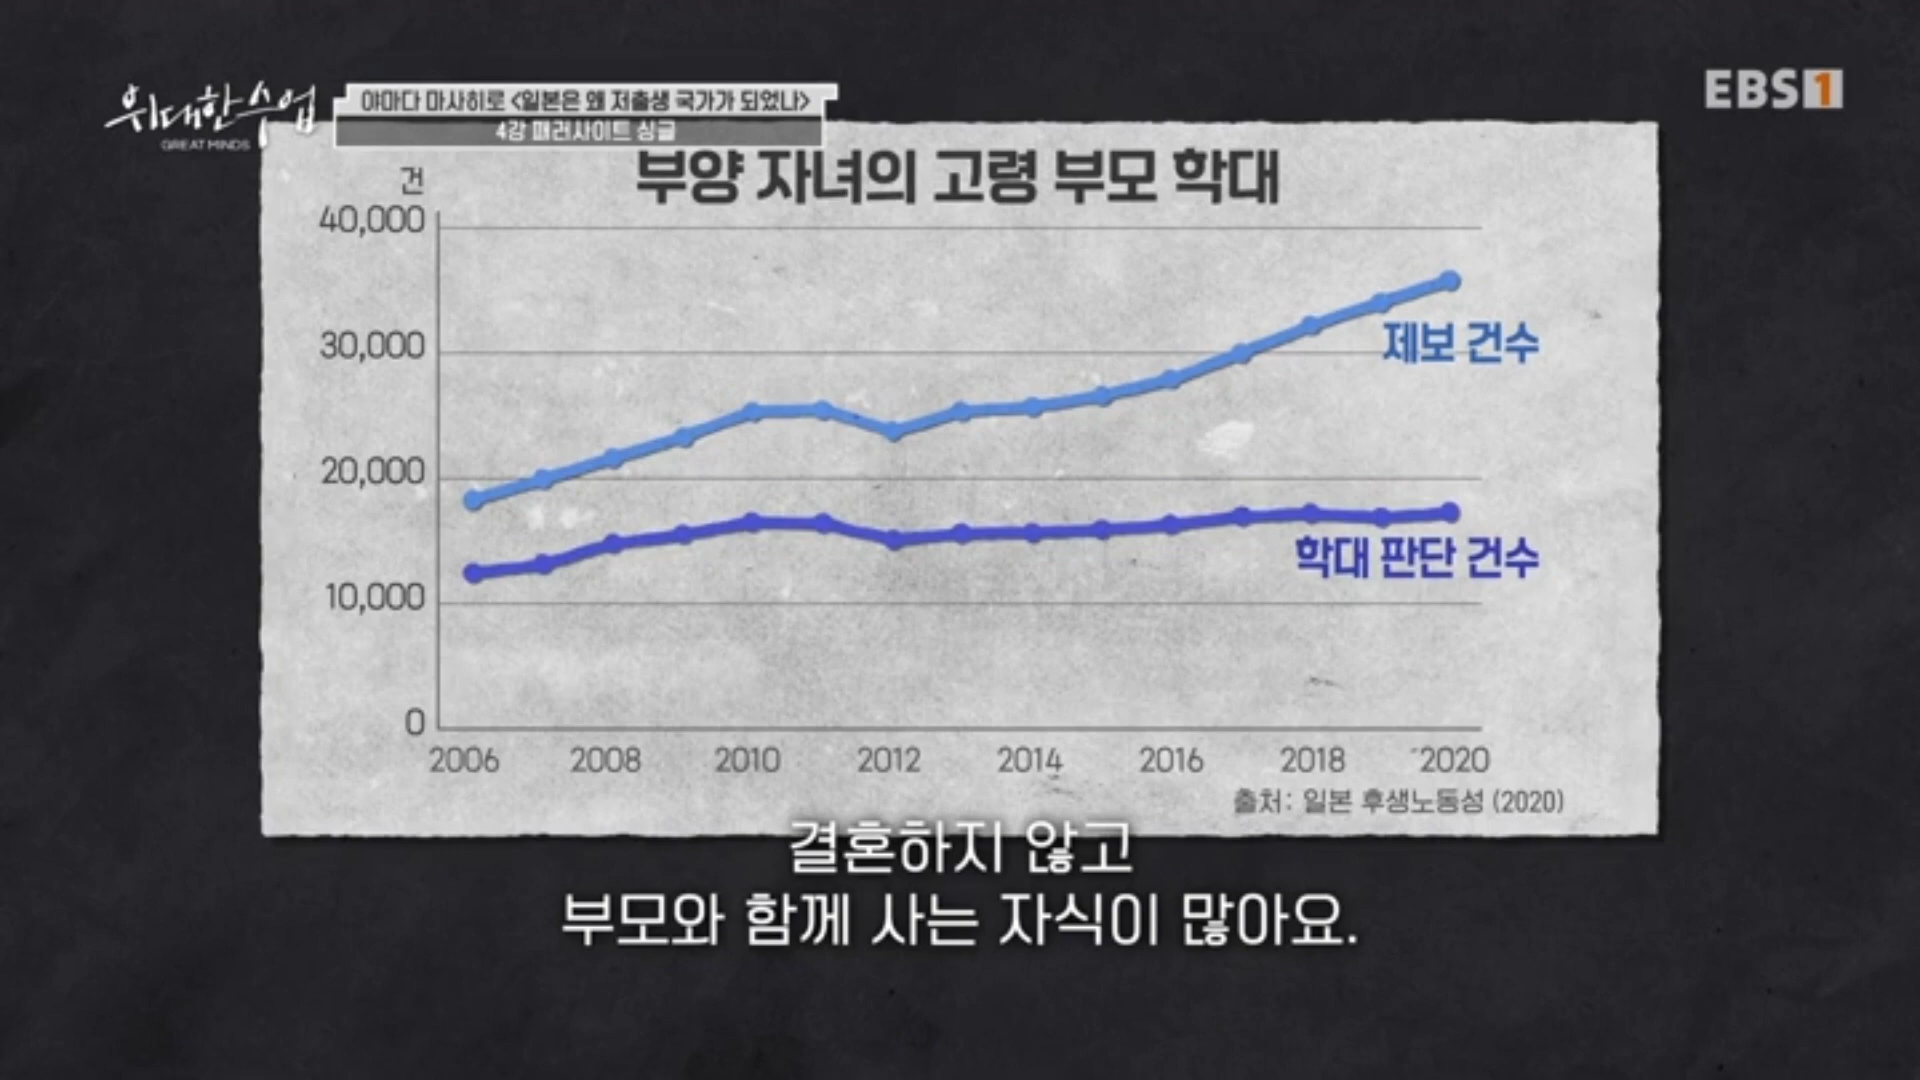 위대한 수업
GREAT MINDS
야마다 마사히로 <일본은 왜 저출생 국가가 되었나>
4강 패러사이트 싱글
EBS1
부양 자녀의 고령 부모 학대
건
40,000
30,000
20,000
10,000
0
제보 건수
학대 판단 건수
2006 2008 2010 2012 2014 2016 2018 2020
출처: 일본 후생노동성 (2020)
결혼하지 않고
부모와 함께 사는 자식이 많아요.